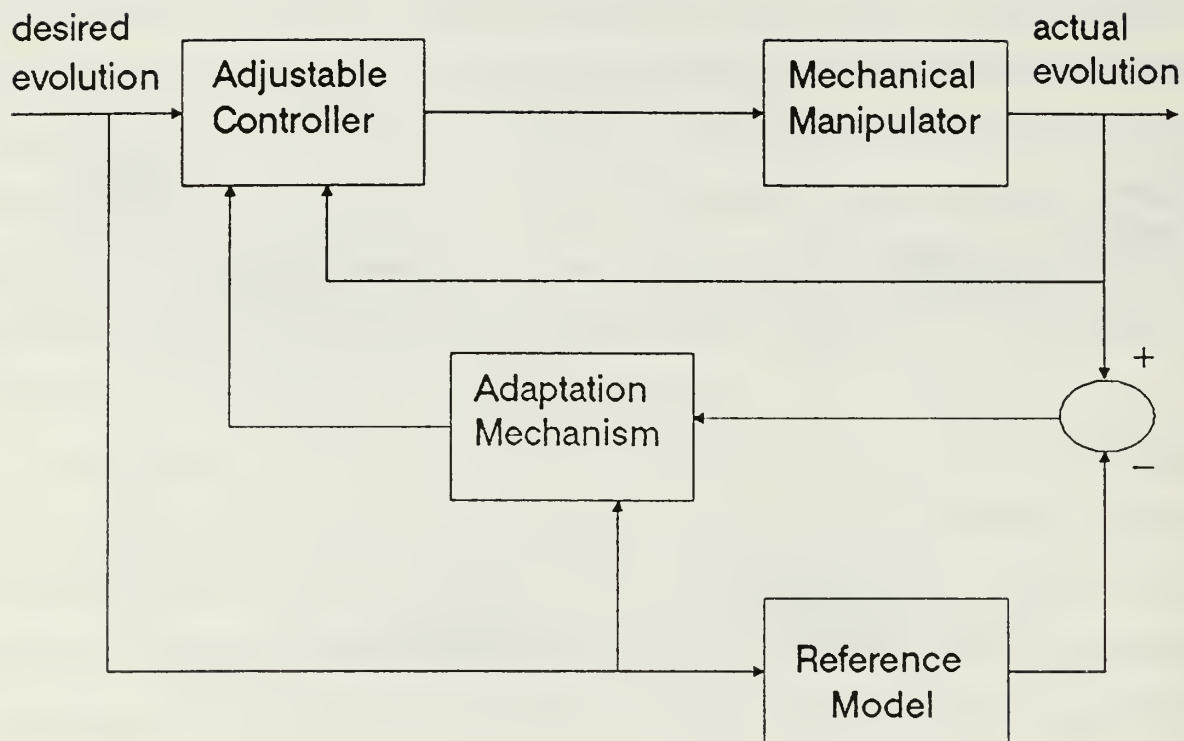 desired
evolution
Adjustable
Controller
Mechanical
Manipulator
actual
evolution
+
Adaptation
Mechanism
−
Reference
Model